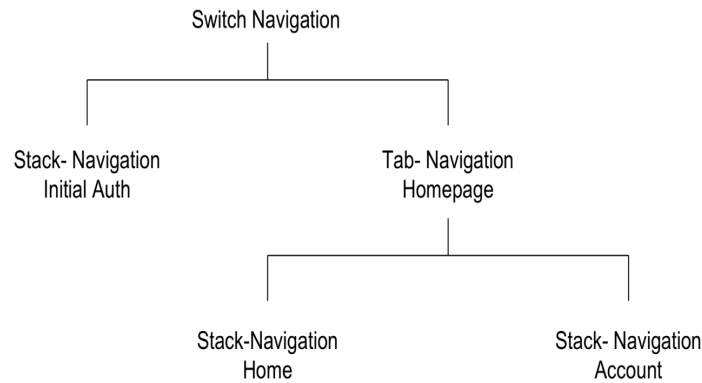 Switch Navigation
Stack- Navigation
Initial Auth
Tab- Navigation
Homepage
Stack-Navigation
Home
Stack- Navigation
Account